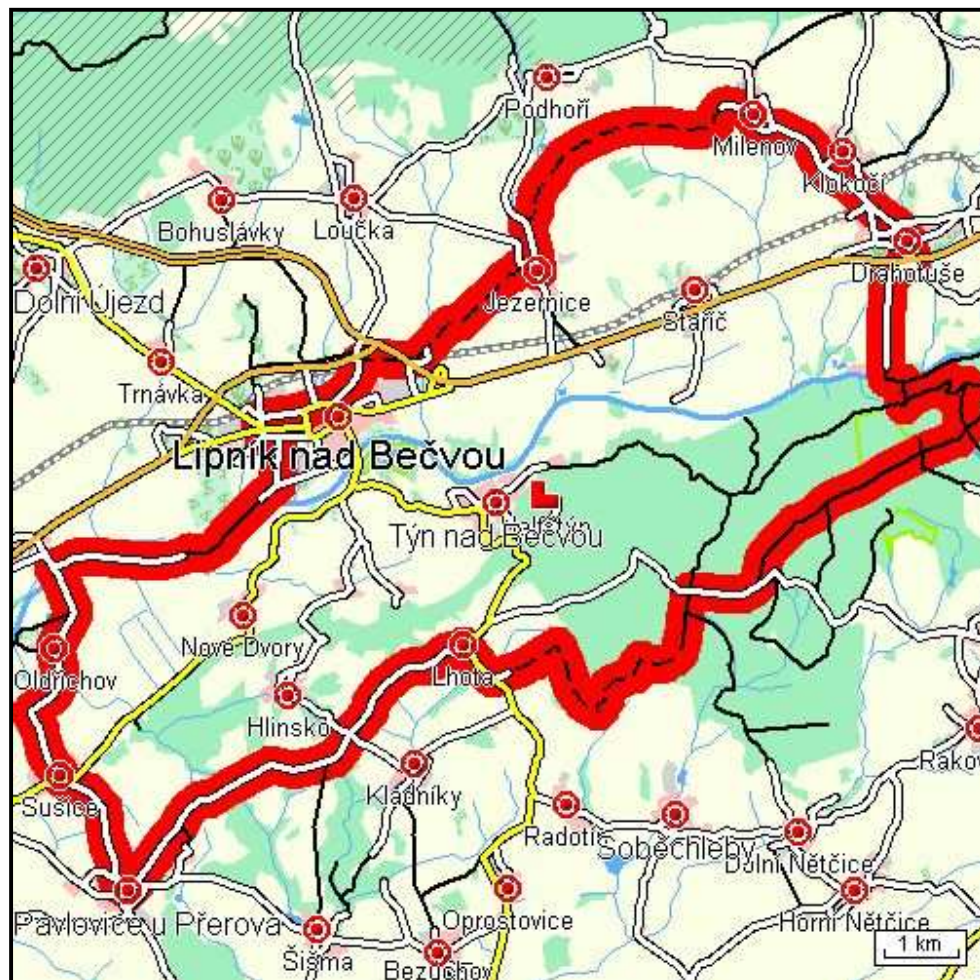 Podhoří
Milenov
Klokočí
Bohuslávky
Loučka
Drahotuše
Dolní Újezd
Jezernice
Slavíč
Trnávka
Lipník nad Bečvou
Týn nad Bečvou
Nové Dvory
Oldřichov
Lhota
Hlinsko
Rakov
Sušice
Kladníky
Radotín
Soběchleby
Dolní Nětčice
Pavlovice u Přerova
Oprostovice
Horní Nětčice
Šišma
Bezuchov
1 km